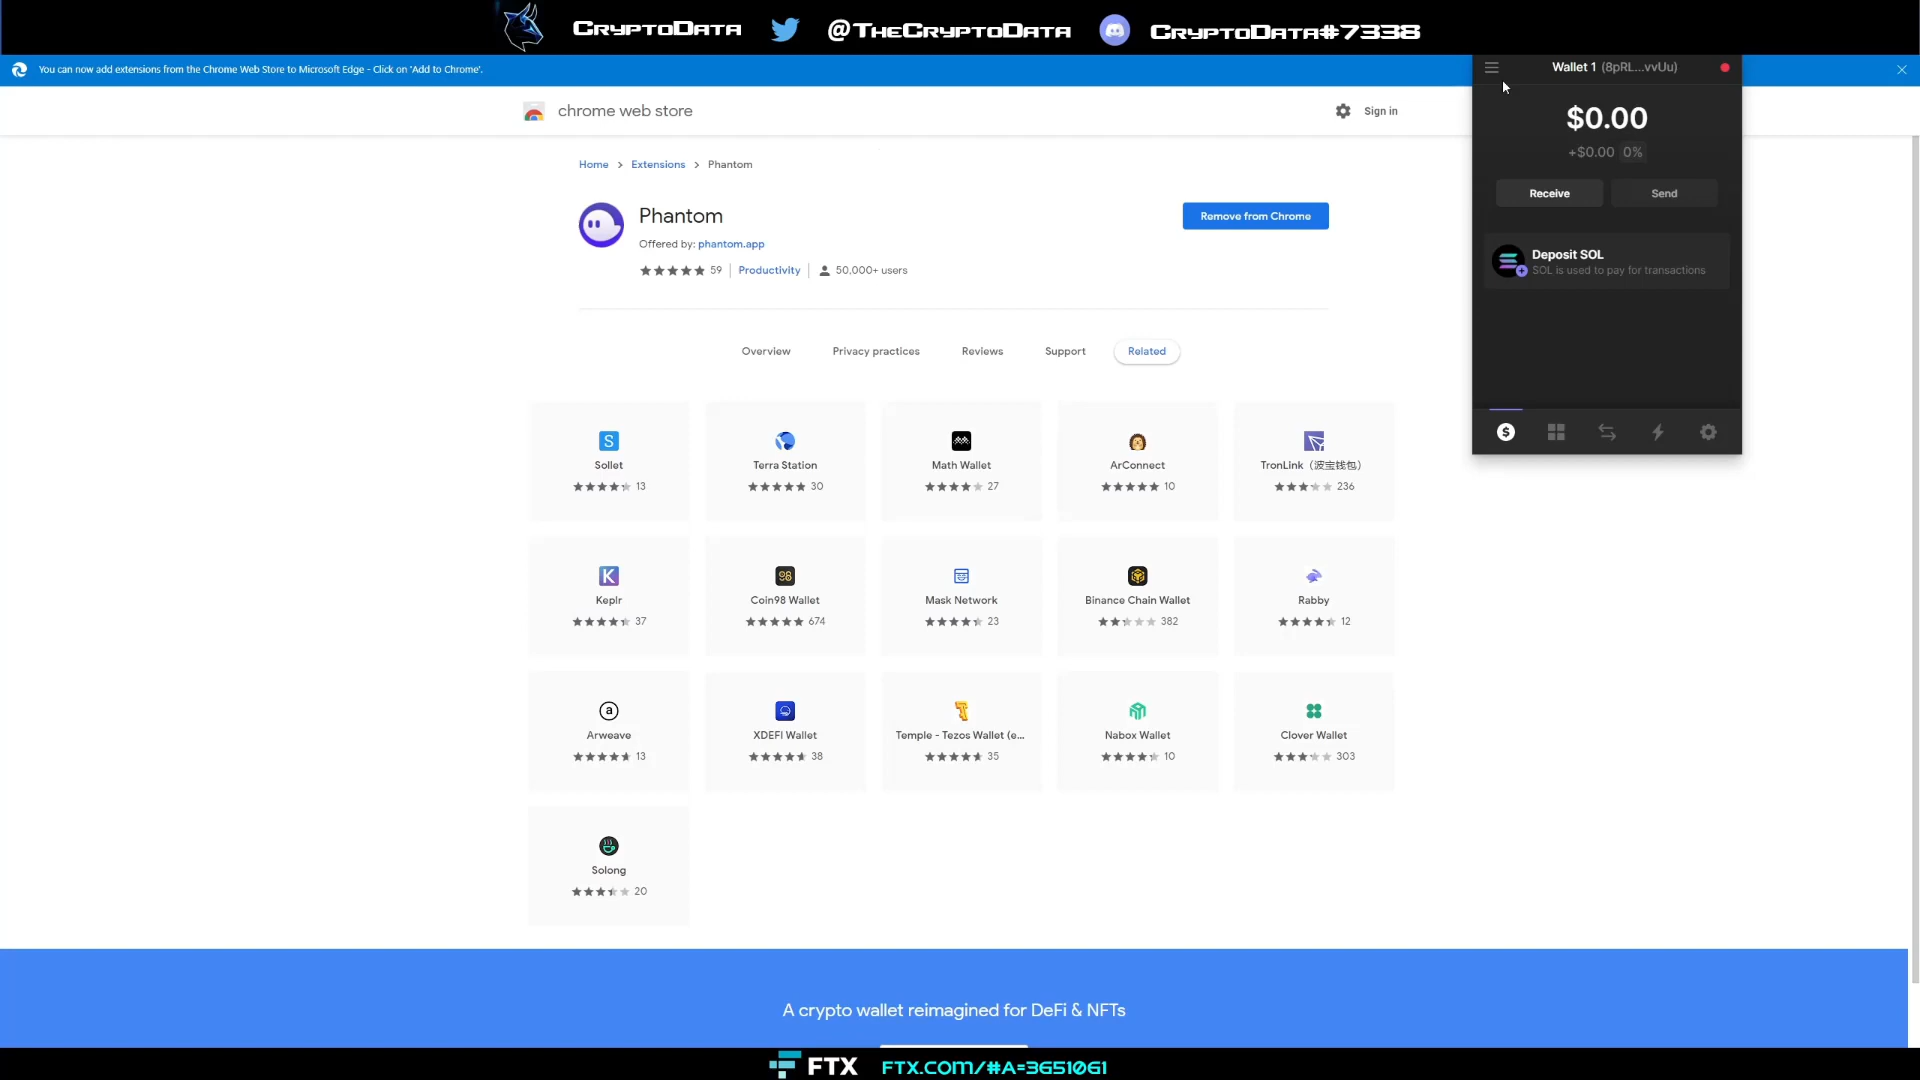 CryptoData @TheCryptoData CryptoData#7338
You can now add extensions from the Chrome Web Store to Microsoft Edge - Click on 'Add to Chrome'.
chrome web store
Sign in
Home > Extensions > Phantom
Phantom
Offered by: phantom.app
59 | Productivity | 50,000+ users
Remove from Chrome
Overview Privacy practices Reviews Support Related
Sollet
13
Terra Station
30
Math Wallet
27
ArConnect
10
TronLink（波宝钱包）
236
Keplr
37
Coin98 Wallet
674
Mask Network
23
Binance Chain Wallet
382
Rabby
12
Arweave
13
XDEFI Wallet
38
Temple - Tezos Wallet (e...
35
Nabox Wallet
10
Clover Wallet
303
Solong
20
Wallet 1 (8pRL...vvUu)
$0.00
+$0.00 0%
Receive Send
Deposit SOL
SOL is used to pay for transactions
A crypto wallet reimagined for DeFi & NFTs
FTX FTX.COM/#A=3651061